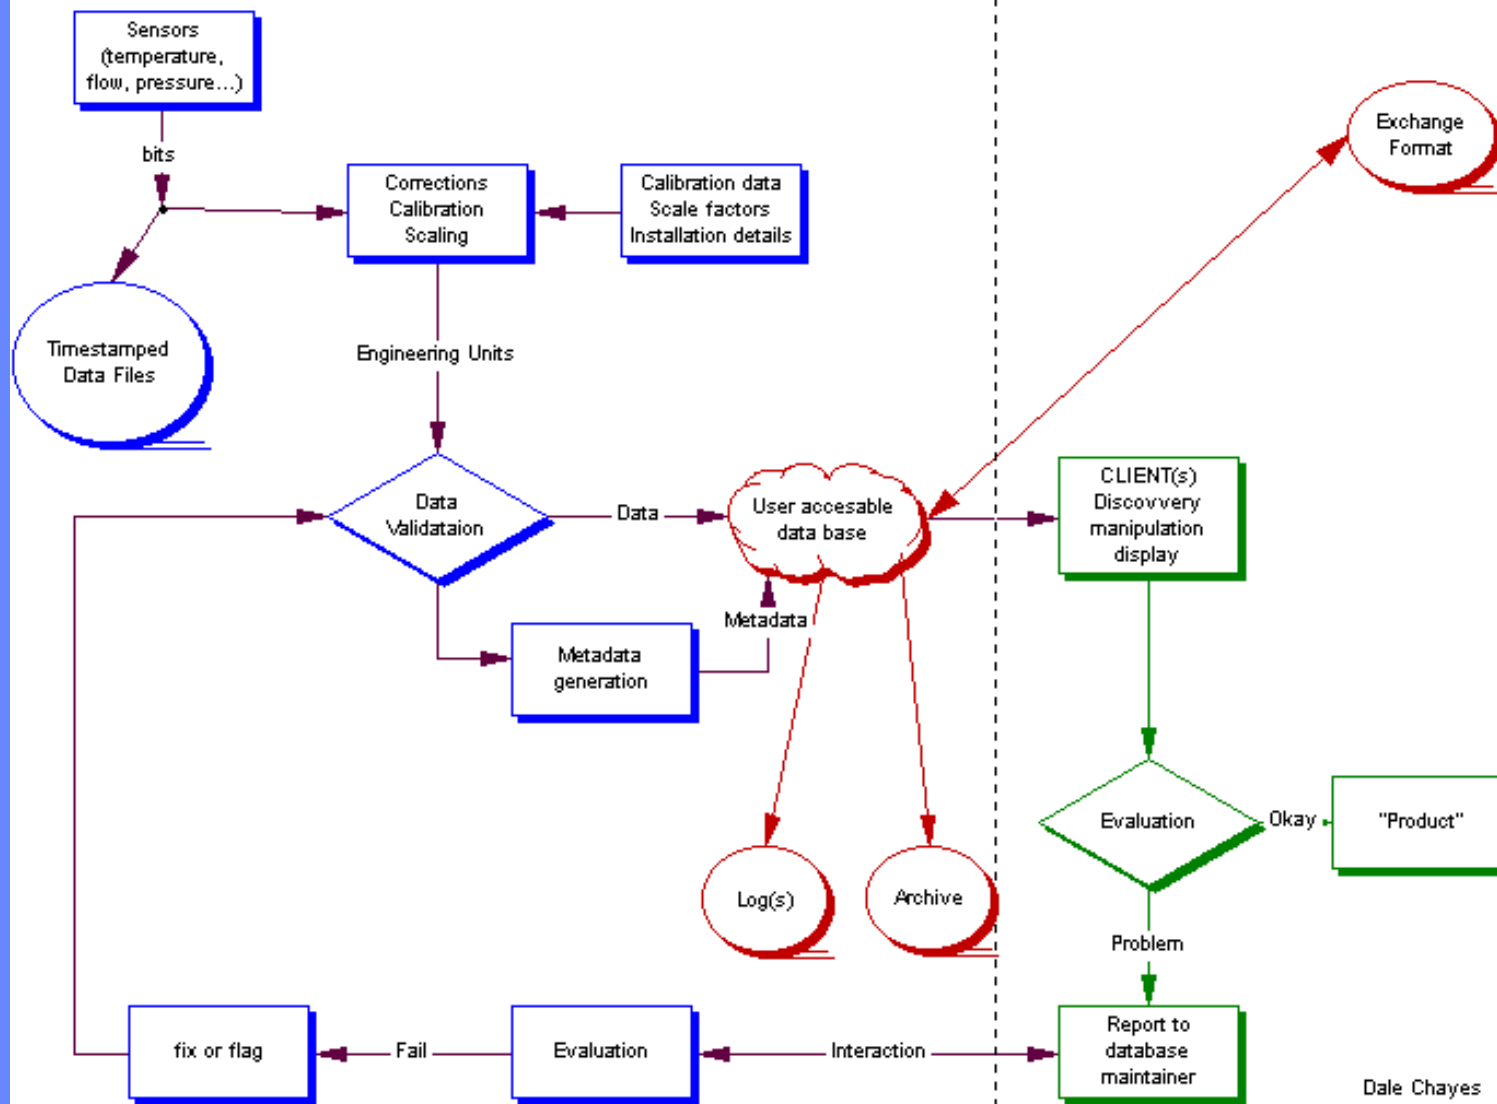 Sensors
(temperature,
flow, pressure...)
bits
Exchange
Format
Corrections
Calibration
Scaling
Calibration data
Scale factors
Installation details
Timestamped
Data Files
Engineering Units
Data
Validataion
Data
User accesable
data base
CLIENT(s)
Discovvery
manipulation
display
Metadata
Metadada
generation
Evaluation
Okay
"Product"
Log(s)
Archive
Problem
fix or flag
Fail
Evaluation
Interaction
Report to
database
maintainer
Dale Chayes